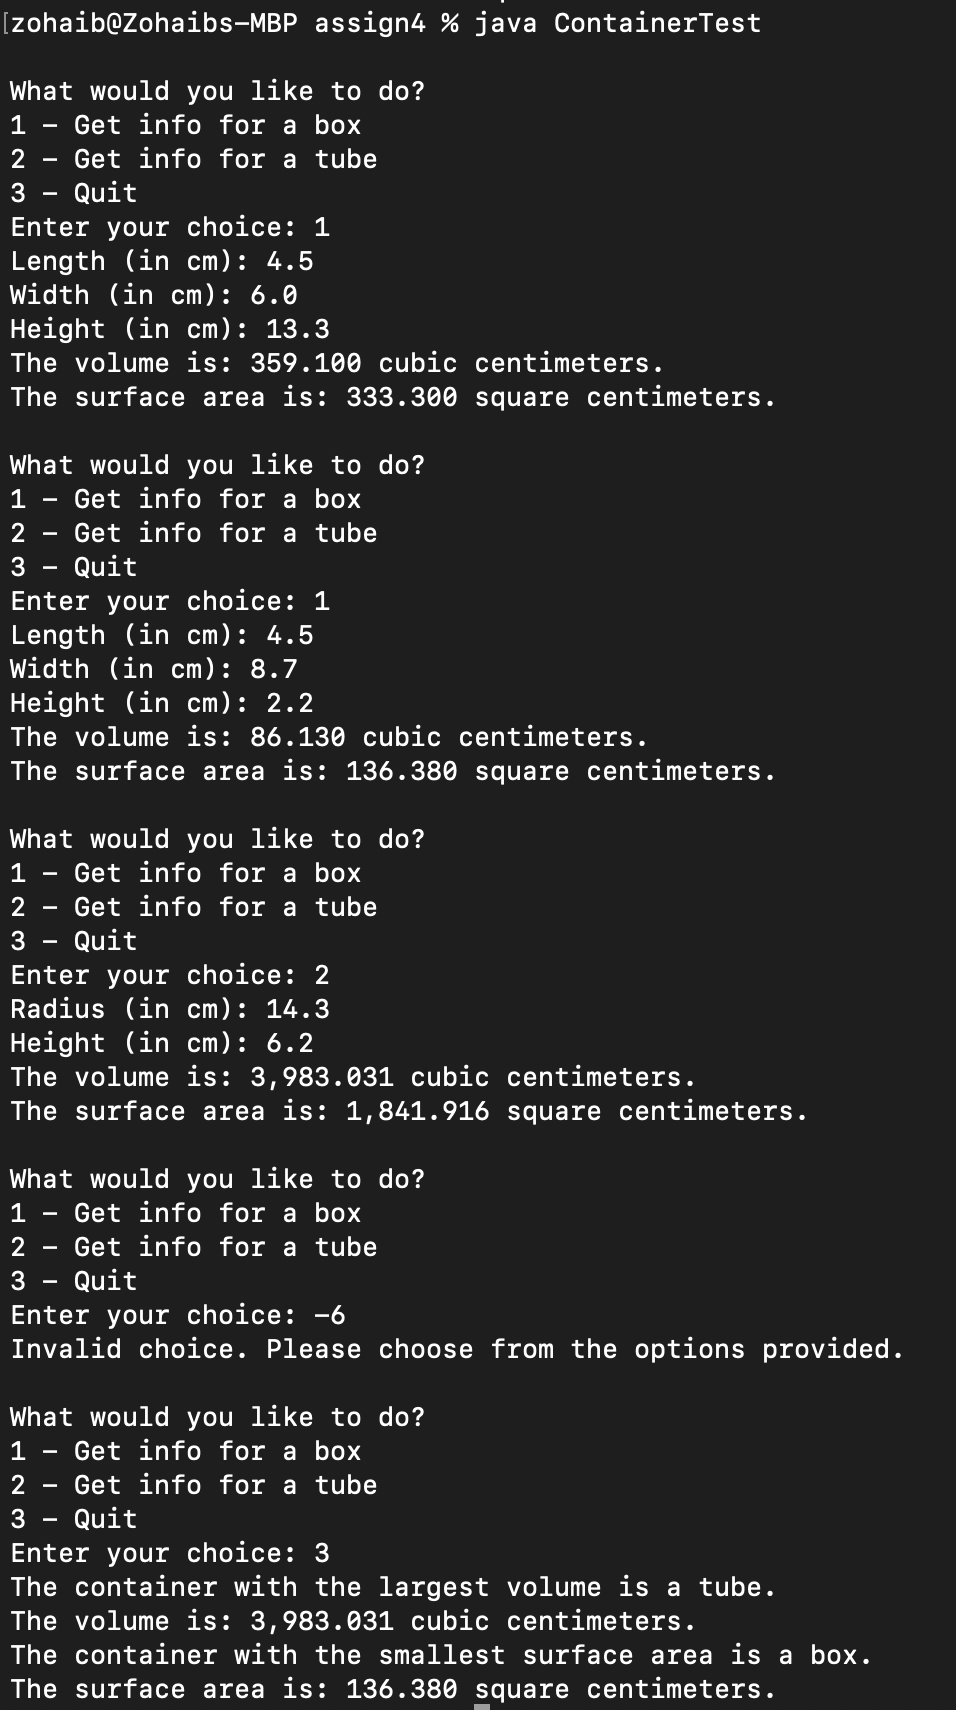 [zohaib@Zohaibs-MBP assign4 % java ContainerTest
What would you like to do?
1 - Get info for a box
2 - Get info for a tube
3 - Quit
Enter your choice: 1
Length (in cm): 4.5
Width (in cm): 6.0
Height (in cm): 13.3
The volume is: 359.100 cubic centimeters.
The surface area is: 333.300 square centimeters.
What would you like to do?
1 - Get info for a box
2 - Get info for a tube
3 - Quit
Enter your choice: 1
Length (in cm): 4.5
Width (in cm): 8.7
Height (in cm): 2.2
The volume is: 86.130 cubic centimeters.
The surface area is: 136.380 square centimeters.
What would you like to do?
1 - Get info for a box
2 - Get info for a tube
3 - Quit
Enter your choice: 2
Radius (in cm): 14.3
Height (in cm): 6.2
The volume is: 3,983.031 cubic centimeters.
The surface area is: 1,841.916 square centimeters.
What would you like to do?
1 - Get info for a box
2 - Get info for a tube
3 - Quit
Enter your choice: -6
Invalid choice. Please choose from the options provided.
What would you like to do?
1 - Get info for a box
2 - Get info for a tube
3 - Quit
Enter your choice: 3
The container with the largest volume is a tube.
The volume is: 3,983.031 cubic centimeters.
The container with the smallest surface area is a box.
The surface area is: 136.380 square centimeters.